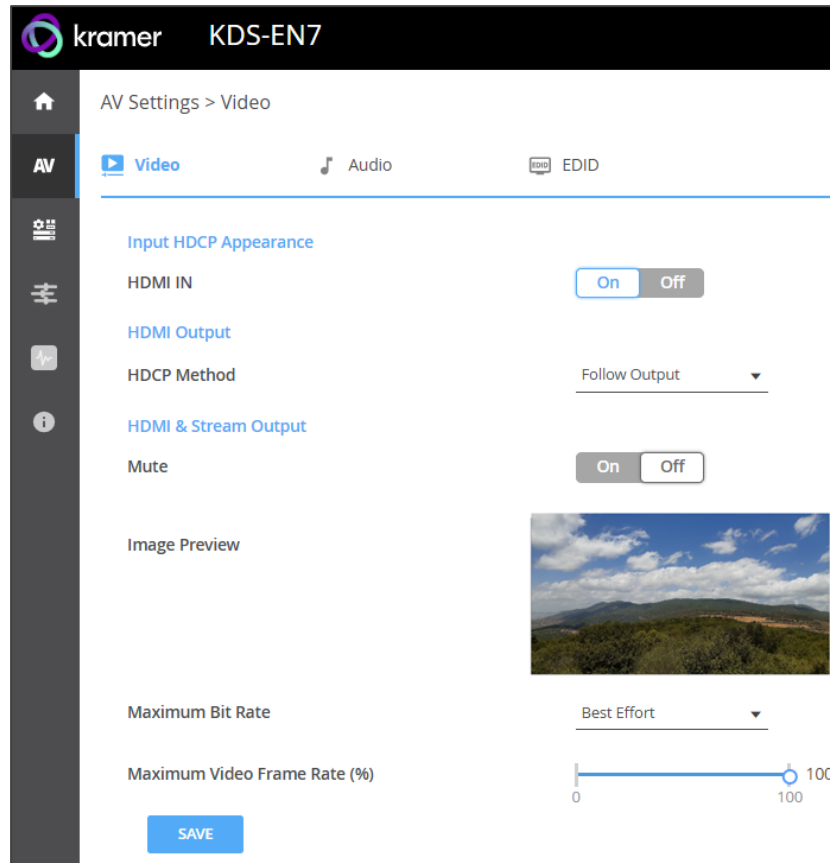 kramer KDS-EN7
AV Settings > Video
AV
Video Audio EDID EDID
Input HDCP Appearance
HDMI IN On Off
HDMI Output
HDCP Method Follow Output
HDMI & Stream Output
Mute On Off
Image Preview
Maximum Bit Rate Best Effort
Maximum Video Frame Rate (%) 100
0 100
SAVE